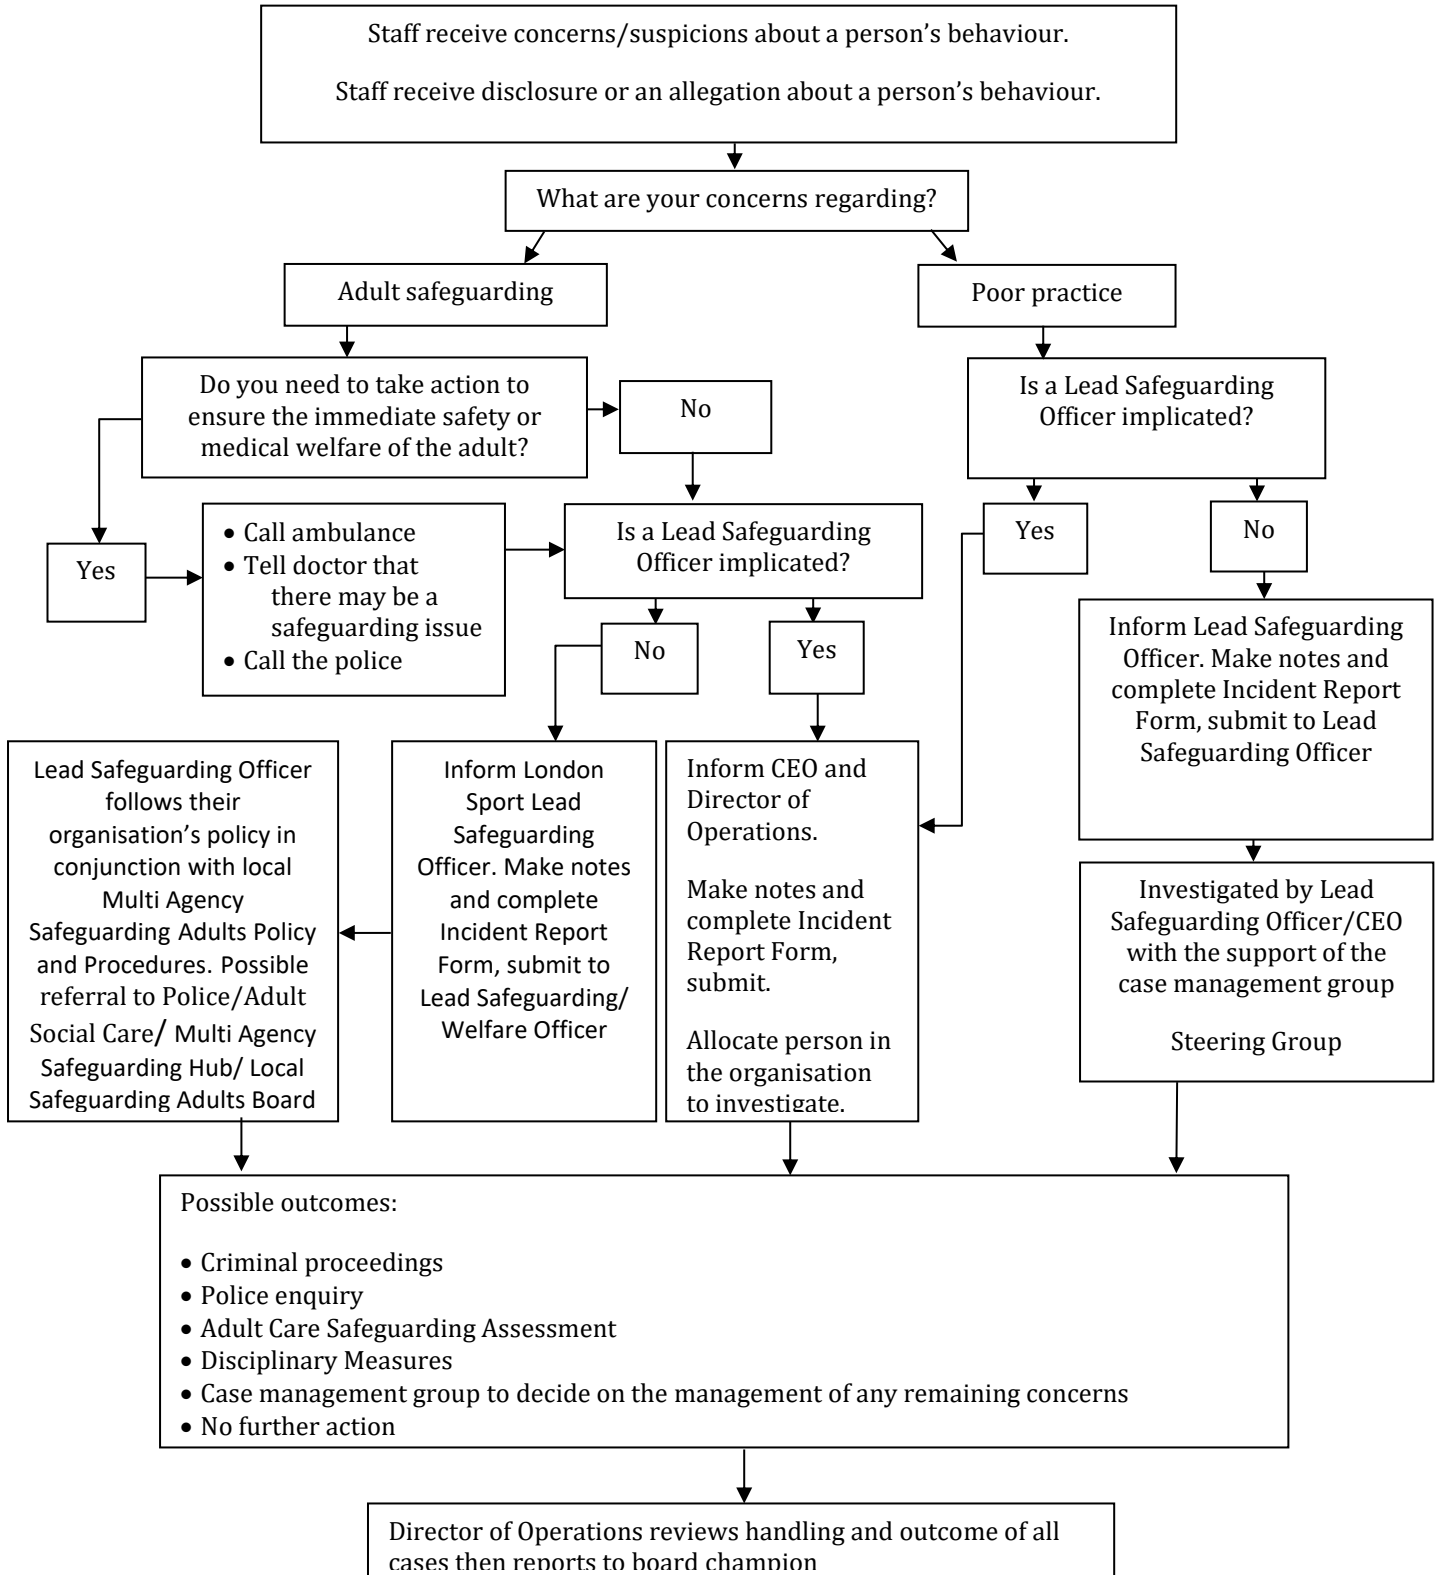 Staff receive concerns/suspicions about a person’s behaviour.
Staff receive disclosure or an allegation about a person’s behaviour.
What are your concerns regarding?
Adult safeguarding
Poor practice
Do you need to take action to
ensure the immediate safety or
medical welfare of the adult?
No
Is a Lead Safeguarding
Officer implicated?
Yes
• Call ambulance
• Tell doctor that
there may be a
safeguarding issue
• Call the police
Is a Lead Safeguarding
Officer implicated?
Yes
No
No
Yes
Inform Lead Safeguarding
Officer. Make notes and
complete Incident Report
Form, submit to Lead
Safeguarding Officer
Lead Safeguarding Officer
follows their
organisation’s policy in
conjunction with local
Multi Agency
Safeguarding Adults Policy
and Procedures. Possible
referral to Police/Adult
Social Care/ Multi Agency
Safeguarding Hub/ Local
Safeguarding Adults Board
Inform London
Sport Lead
Safeguarding
Officer. Make notes
and complete
Incident Report
Form, submit to
Lead Safeguarding/
Welfare Officer
Inform CEO and
Director of
Operations.
Make notes and
complete Incident
Report Form,
submit.
Allocate person in
the organisation
to investigate.
Investigated by Lead
Safeguarding Officer/CEO
with the support of the
case management group
Steering Group
Possible outcomes:
• Criminal proceedings
• Police enquiry
• Adult Care Safeguarding Assessment
• Disciplinary Measures
• Case management group to decide on the management of any remaining concerns
• No further action
Director of Operations reviews handling and outcome of all
cases then reports to board champion